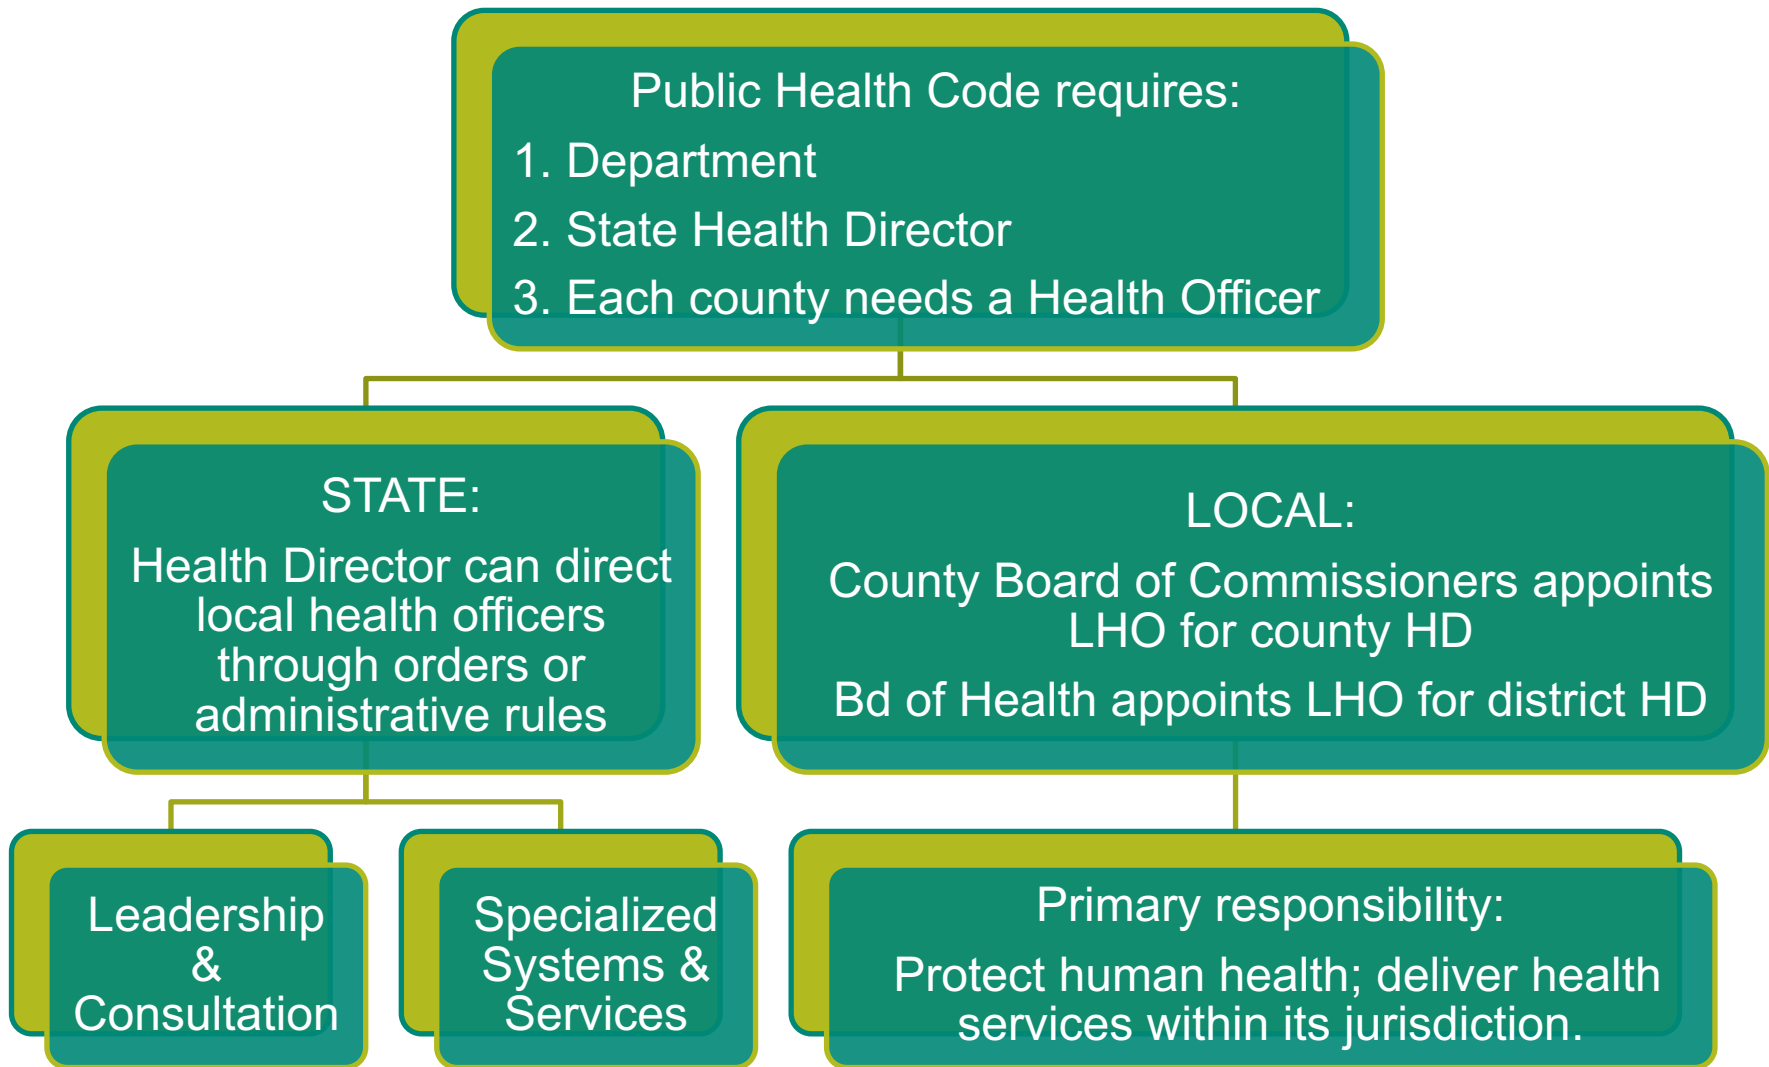 Public Health Code requires:
1. Department
2. State Health Director
3. Each county needs a Health Officer
STATE:
Health Director can direct
local health officers
through orders or
administrative rules
LOCAL:
County Board of Commissioners appoints
LHO for county HD
Bd of Health appoints LHO for district HD
Leadership
&
Consultation
Specialized
Systems &
Services
Primary responsibility:
Protect human health; deliver health
services within its jurisdiction.